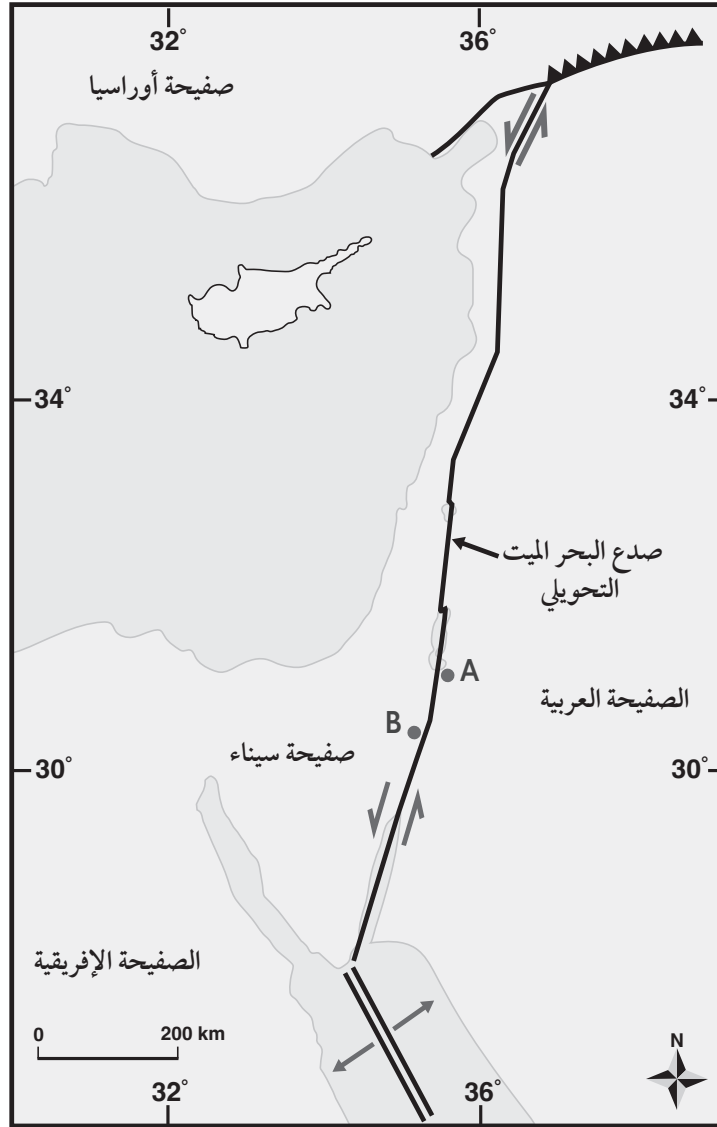 32°
36°
صفيحة أوراسيا
34°
34°
صدع البحر الميت
التحويلي
A
الصفيحة العربية
B
صفيحة سيناء
30°
30°
الصفيحة الإفريقية
0
200 km
N
32°
36°